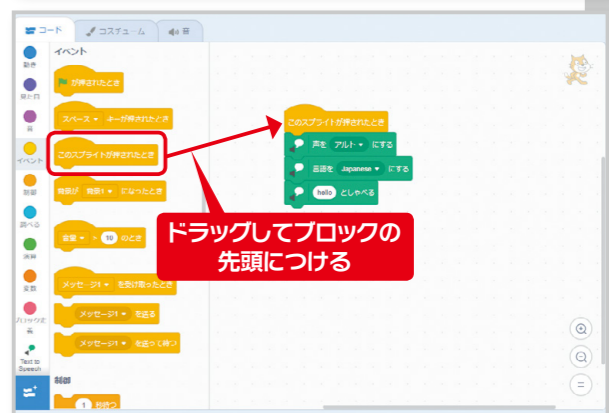 コード
コスチューム
音
イベント
が押されたとき
スペース キーが押されたとき
このスプライトが押されたとき
背景が 背景1 になったとき
音量 > 10 のとき
メッセージ1 を受け取ったとき
メッセージ1 を送る
メッセージ1 を送って待つ
制御
1 秒待つ
動き
見た目
音
イベント
制御
調べる
演算
変数
ブロック定
義
Text to
Speech
このスプライトが押されたとき
声を アルト にする
言語を Japanese にする
hello としゃべる
ドラッグしてブロックの
先頭につける